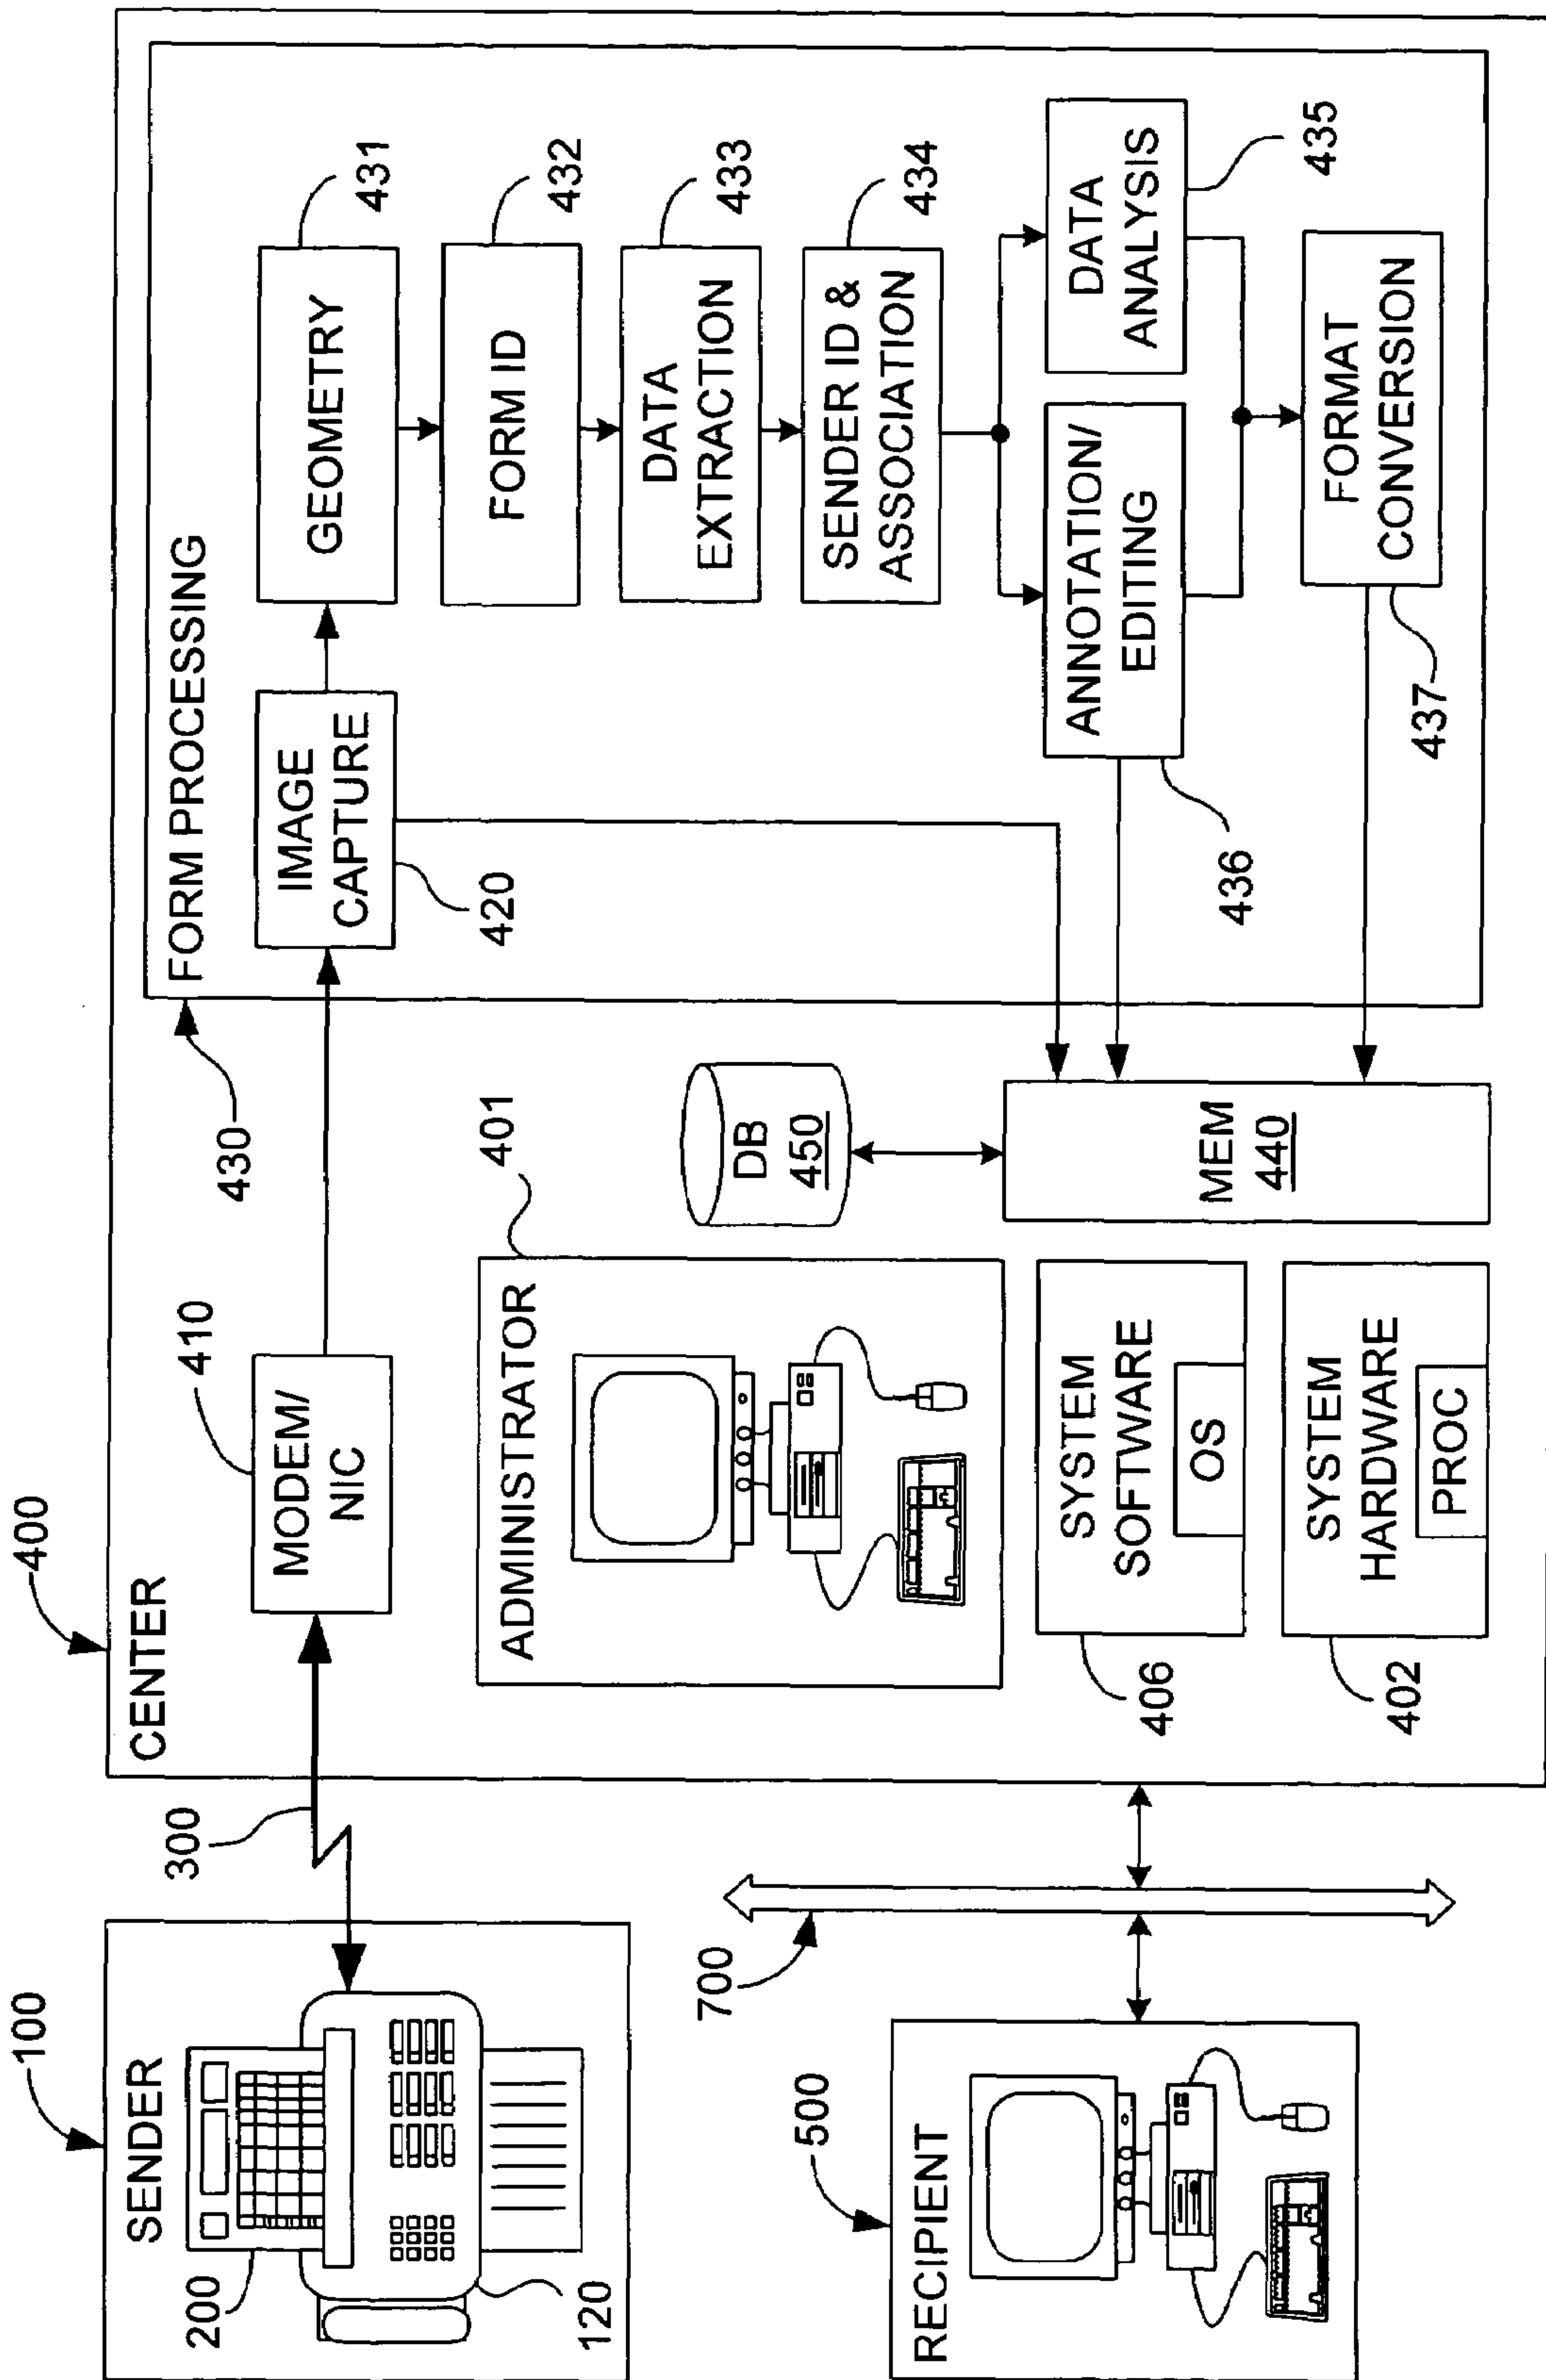 100
SENDER
200
120
300
400
CENTER
410
MODEM/
NIC
430
FORM PROCESSING
IMAGE
CAPTURE
420
GEOMETRY
431
FORM ID
432
DATA
EXTRACTION
433
SENDER ID &
ASSOCIATION
434
ANNOTATION/
EDITING
436
DATA
ANALYSIS
435
FORMAT
CONVERSION
437
401
ADMINISTRATOR
DB
450
MEM
440
SYSTEM
SOFTWARE
OS
406
SYSTEM
HARDWARE
PROC
402
700
500
RECIPIENT